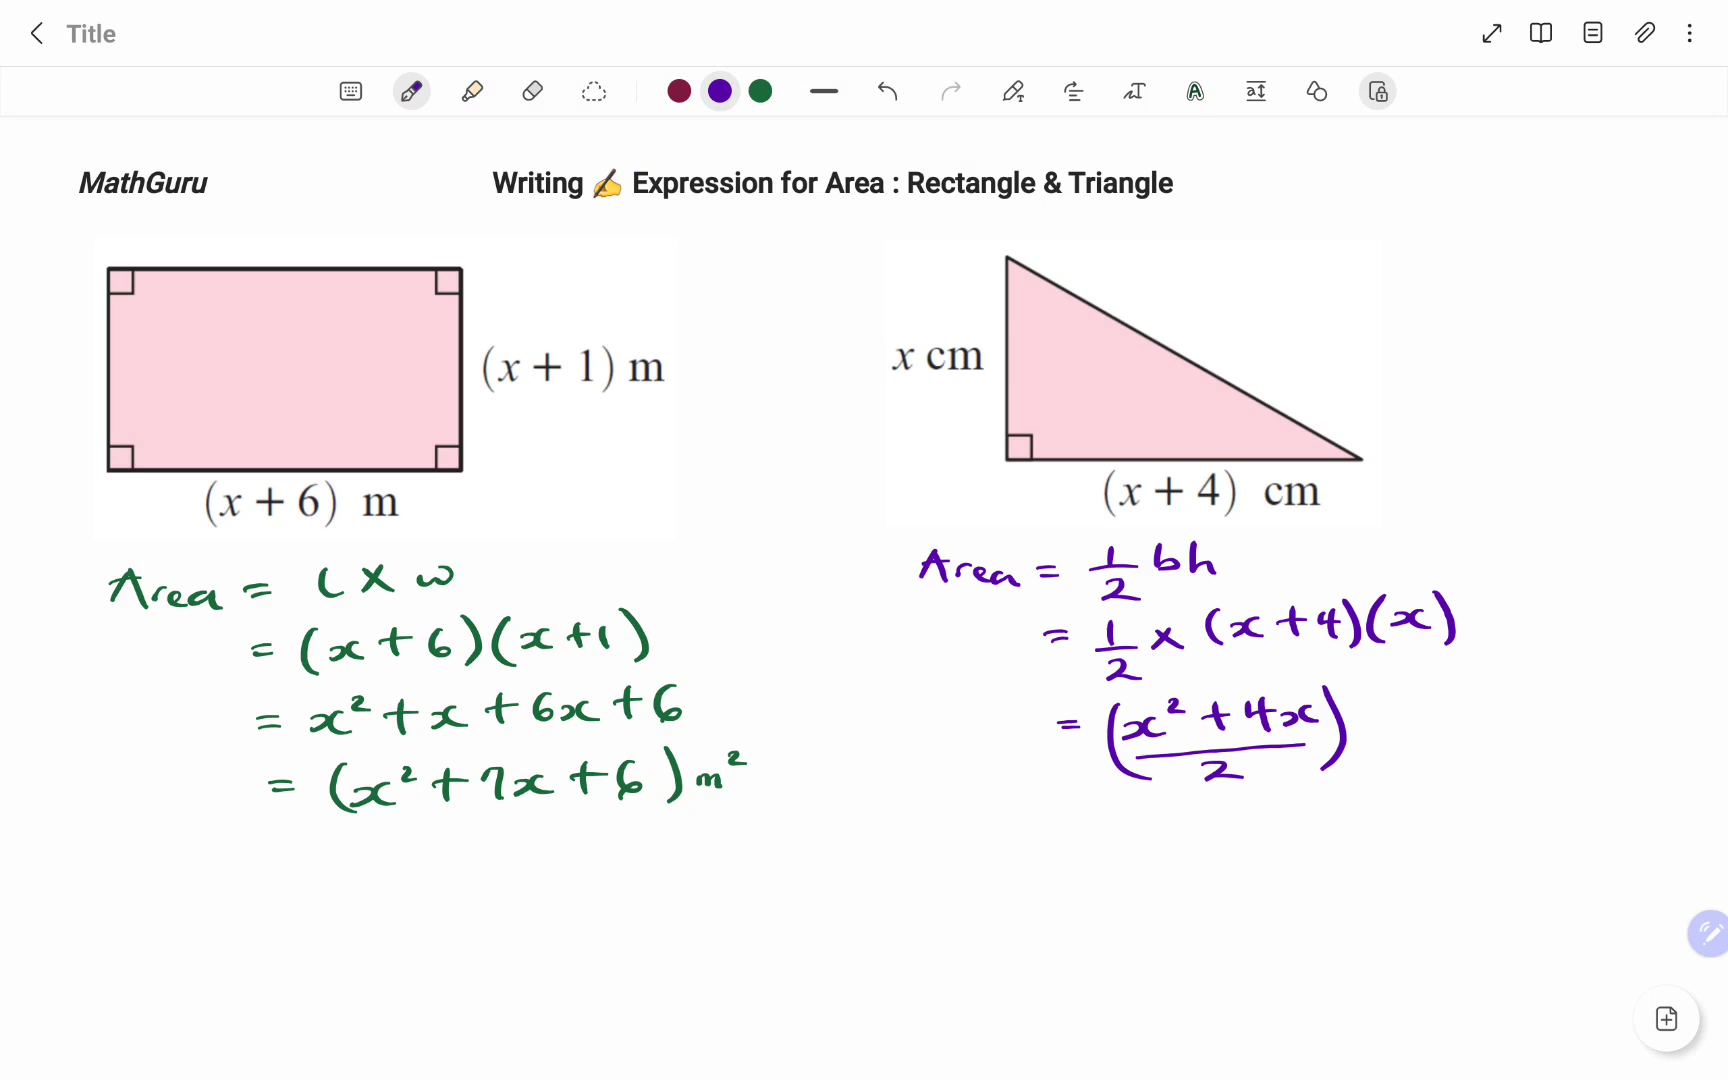 Title
MathGuru
Writing ✍️ Expression for Area : Rectangle & Triangle
(x + 1) m
(x + 6) m
Area = l × w
= (x + 6)(x + 1)
= x² + x + 6x + 6
= (x² + 7x + 6) m²
x cm
(x + 4) cm
Area = 1/2 bh
= 1/2 × (x + 4)(x)
= ((x² + 4x)/2)